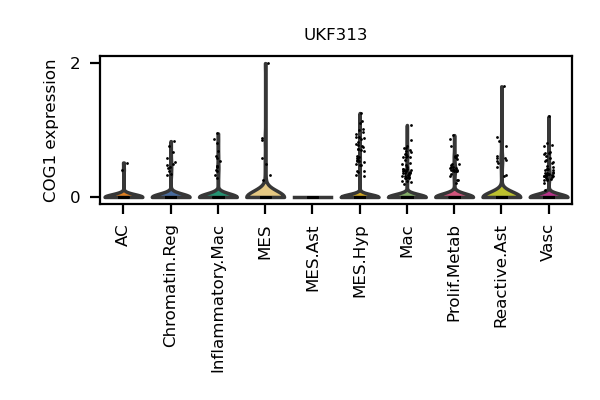 UKF313
COG1 expression
2
0
AC
Chromatin.Reg
Inflammatory.Mac
MES
MES.Ast
MES.Hyp
Mac
Prolif.Metab
Reactive.Ast
Vasc